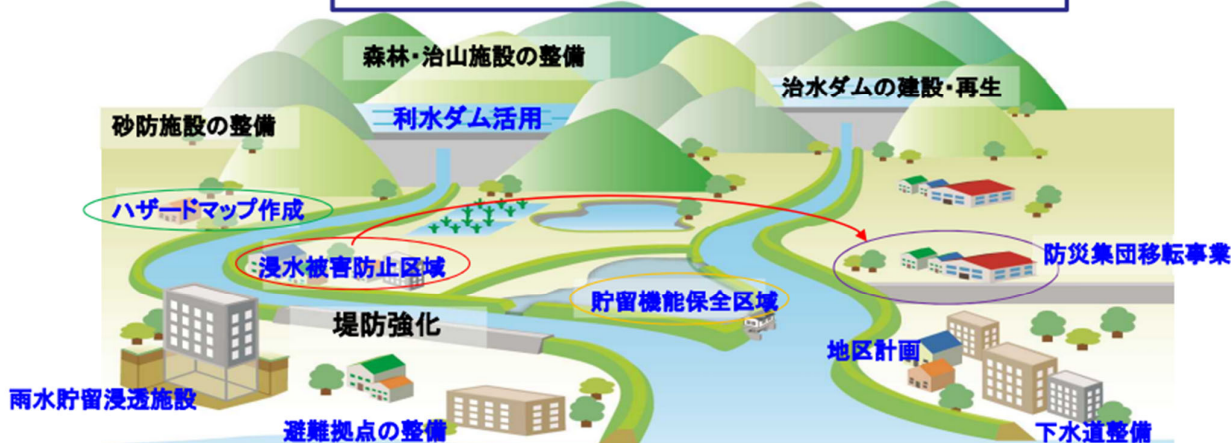 森林・治山施設の整備
治水ダムの建設・再生
利水ダム活用
砂防施設の整備
ハザードマップ作成
浸水被害防止区域
防災集団移転事業
貯留機能保全区域
堤防強化
地区計画
雨水貯留浸透施設
避難拠点の整備
下水道整備